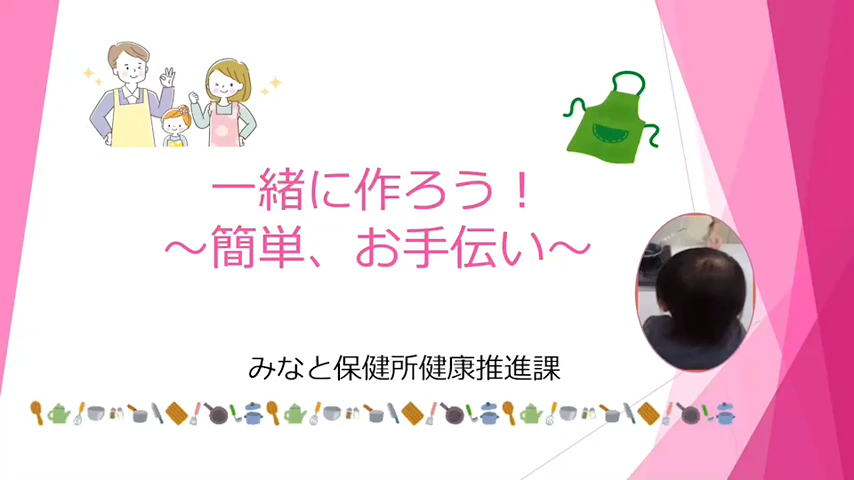 一緒に作ろう！
～簡単、お手伝い～
みなと保健所健康推進課